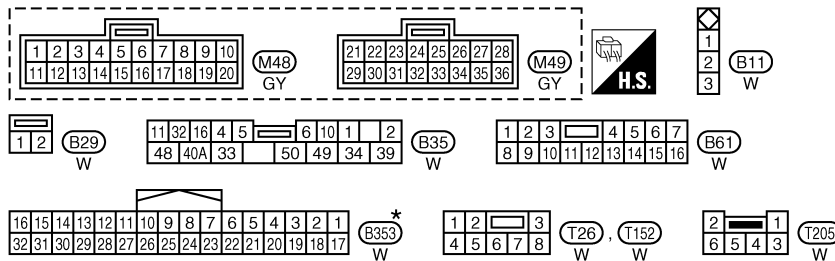 1 2 3 4 5 6 7 8 9 10
11 12 13 14 15 16 17 18 19 20
M48
GY
21 22 23 24 25 26 27 28
29 30 31 32 33 34 35 36
M49
GY
H.S.
1
2
3
B11
W
1 2
B29
W
11 32 16 4 5 6 10 1 2
48 40A 33 50 49 34 39
B35
W
1 2 3 4 5 6 7
8 9 10 11 12 13 14 15 16
B61
W
16 15 14 13 12 11 10 9 8 7 6 5 4 3 2 1
32 31 30 29 28 27 26 25 24 23 22 21 20 19 18 17
B353 *
W
1 2 3
4 5 6 7 8
T26 , T152
W W
2 1
6 5 4 3
T205
W